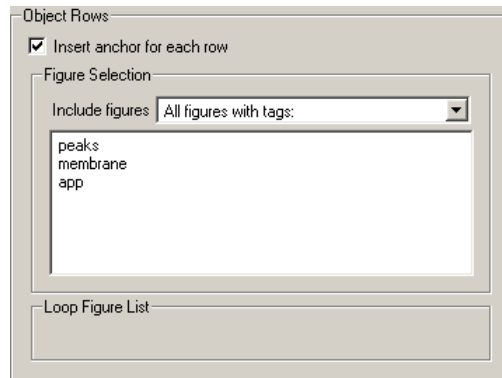 Object Rows
Insert anchor for each row
Figure Selection
Include figures All figures with tags:
peaks
membrane
app
Loop Figure List